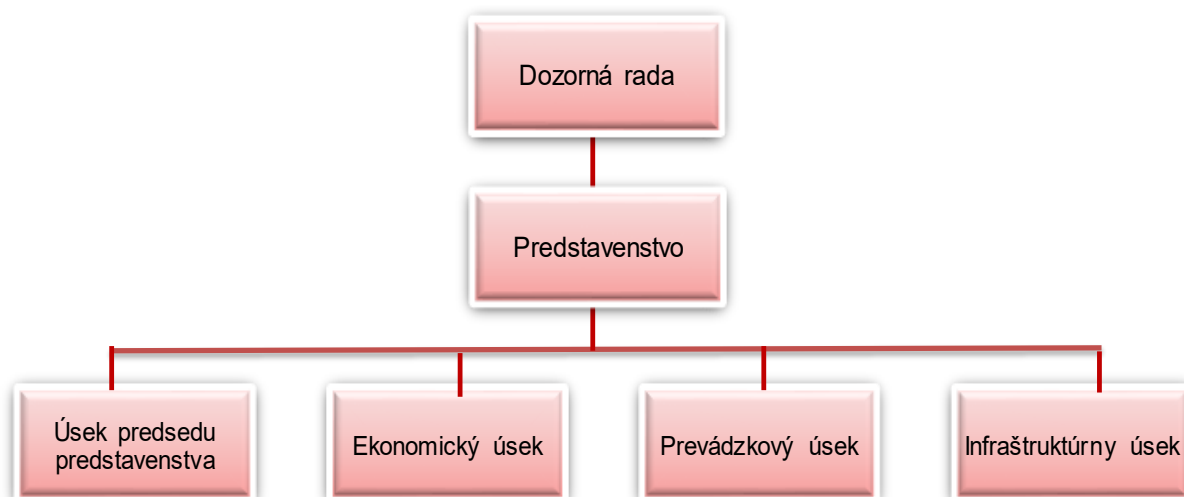 Dozorná rada
Predstavenstvo
Úsek predsedu
predstavenstva
Ekonomický úsek
Prevádzkový úsek
Infraštruktúrny úsek